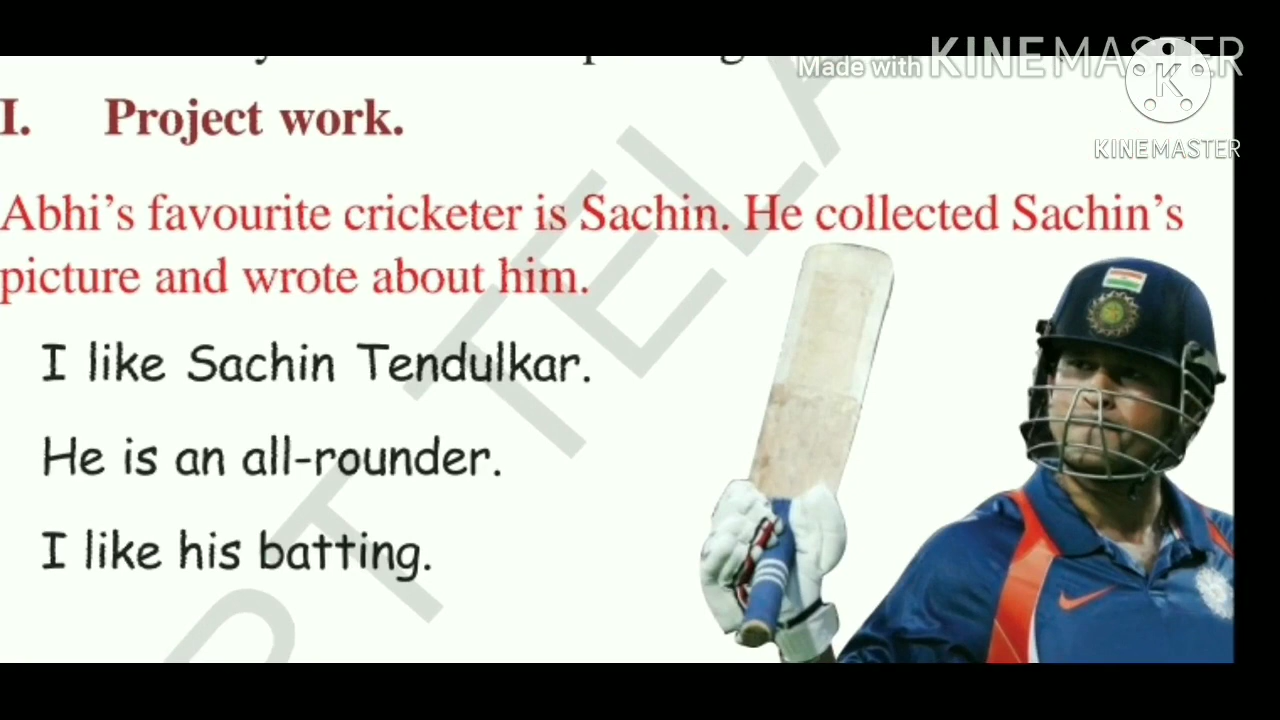 Made with KINEMASTER
KINEMASTER
I. Project work.
Abhi's favourite cricketer is Sachin. He collected Sachin's
picture and wrote about him.
I like Sachin Tendulkar.
He is an all-rounder.
I like his batting.